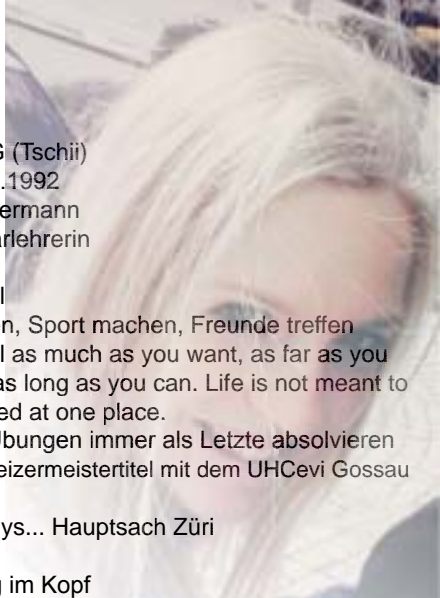 (Tschii)
.1992
ermann
rlehrerin
l
n, Sport machen, Freunde treffen
l as much as you want, as far as you
as long as you can. Life is not meant to
ed at one place.
Übungen immer als Letzte absolvieren
eizermeistertitel mit dem UHCevi Gossau
ys... Hauptsach Züri
g im Kopf